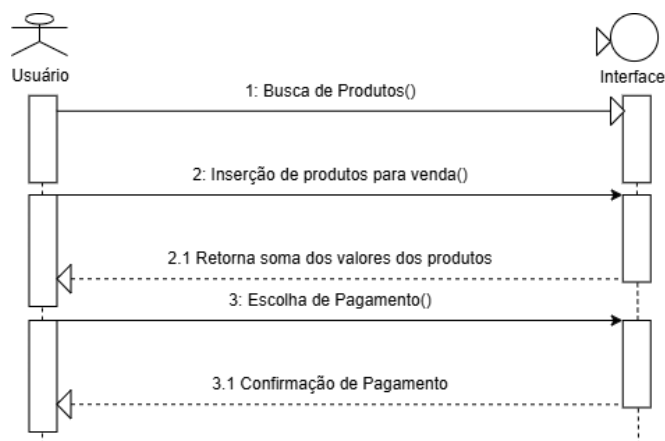 Usuário
Interface
1: Busca de Produtos()
2: Inserção de produtos para venda()
2.1 Retorna soma dos valores dos produtos
3: Escolha de Pagamento()
3.1 Confirmação de Pagamento